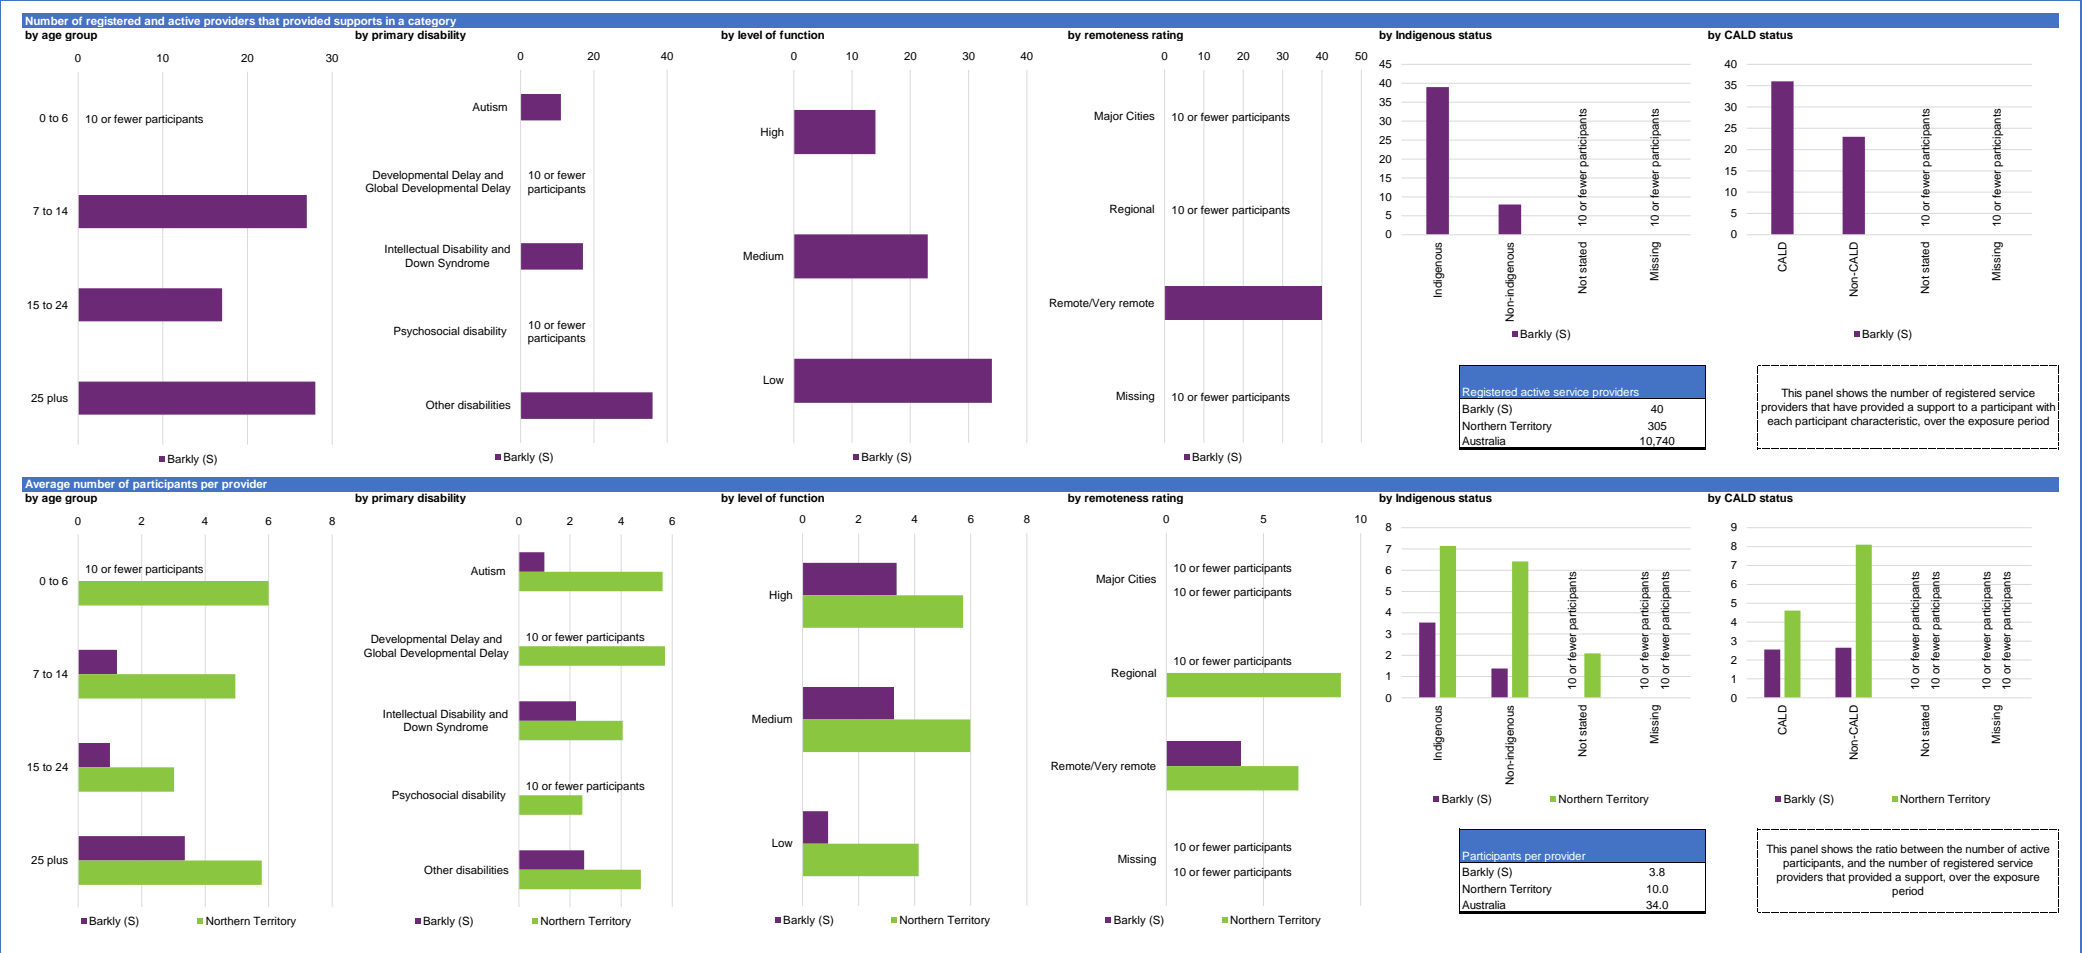 Number of registered and active providers that provided supports in a category
by age group
0 10 20 30
0 to 6
10 or fewer participants
7 to 14
15 to 24
25 plus
Barkly (S)
by primary disability
0 20 40
Autism
Developmental Delay and
Global Developmental Delay
10 or fewer
participants
Intellectual Disability and
Down Syndrome
Psychosocial disability
10 or fewer
participants
Other disabilities
Barkly (S)
by level of function
0 10 20 30 40
High
Medium
Low
Barkly (S)
by remoteness rating
0 10 20 30 40 50
Major Cities
10 or fewer participants
Regional
10 or fewer participants
Remote/Very remote
Missing
10 or fewer participants
Barkly (S)
by Indigenous status
45
40
35
30
25
20
15
10
5
0
10 or fewer participants
10 or fewer participants
Indigenous
Non-indigenous
Not stated
Missing
Barkly (S)
by CALD status
40
35
30
25
20
15
10
5
0
10 or fewer participants
10 or fewer participants
CALD
Non-CALD
Not stated
Missing
Barkly (S)
Registered active service providers
Barkly (S) 40
Northern Territory 305
Australia 10,740
This panel shows the number of registered service
providers that have provided a support to a participant with
each participant characteristic, over the exposure period
Average number of participants per provider
by age group
0 2 4 6 8
0 to 6
10 or fewer participants
7 to 14
15 to 24
25 plus
Barkly (S) Northern Territory
by primary disability
0 2 4 6
Autism
Developmental Delay and
Global Developmental Delay
10 or fewer participants
Intellectual Disability and
Down Syndrome
Psychosocial disability
10 or fewer participants
Other disabilities
Barkly (S) Northern Territory
by level of function
0 2 4 6 8
High
Medium
Low
Barkly (S) Northern Territory
by remoteness rating
0 5 10
Major Cities
10 or fewer participants
10 or fewer participants
Regional
10 or fewer participants
Remote/Very remote
Missing
10 or fewer participants
10 or fewer participants
Barkly (S) Northern Territory
by Indigenous status
8
7
6
5
4
3
2
1
0
10 or fewer participants
10 or fewer participants
10 or fewer participants
Indigenous
Non-indigenous
Not stated
Missing
Barkly (S) Northern Territory
by CALD status
9
8
7
6
5
4
3
2
1
0
10 or fewer participants
10 or fewer participants
10 or fewer participants
10 or fewer participants
CALD
Non-CALD
Not stated
Missing
Barkly (S) Northern Territory
Participants per provider
Barkly (S) 3.8
Northern Territory 10.0
Australia 34.0
This panel shows the ratio between the number of active
participants, and the number of registered service
providers that provided a support, over the exposure
period